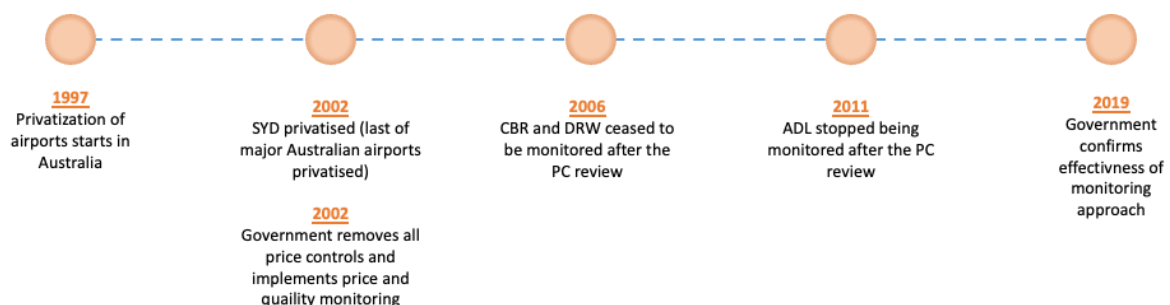 1997
Privatization of
airports starts in
Australia
2002
SYD privatised (last of
major Australian airports
privatised)
2002
Government removes all
price controls and
implements price and
quaility monitoring
2006
CBR and DRW ceased to
be monitored after the
PC review
2011
ADL stopped being
monitored after the PC
review
2019
Government
confirms
effectivness of
monitoring
approach